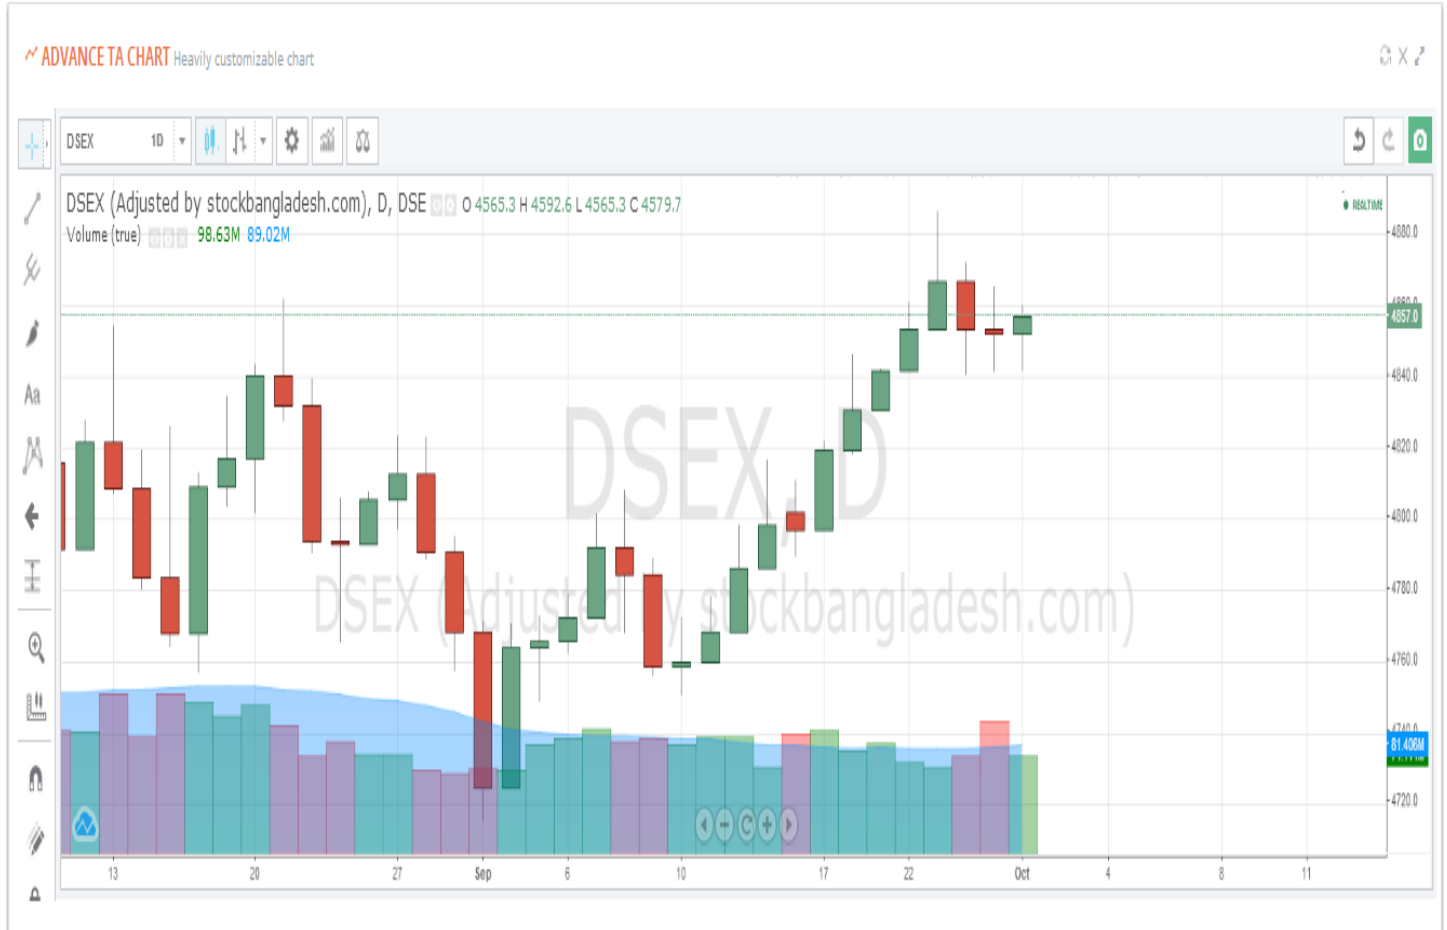 ADVANCE TA CHART Heavily customizable chart
DSEX 1D
DSEX (Adjusted by stockbangladesh.com), D, DSE O 4565.3 H 4592.6 L 4565.3 C 4579.7
Volume (true) 98.63M 89.02M
REALTIME
4880.0
4857.0
4840.0
Aa
4820.0
DSEX, D
4800.0
4780.0
DSEX (Adjusted by stockbangladesh.com)
4760.0
4740.0
81.406M
4720.0
13 20 27 Sep 6 10 17 22 Oct 4 8 11